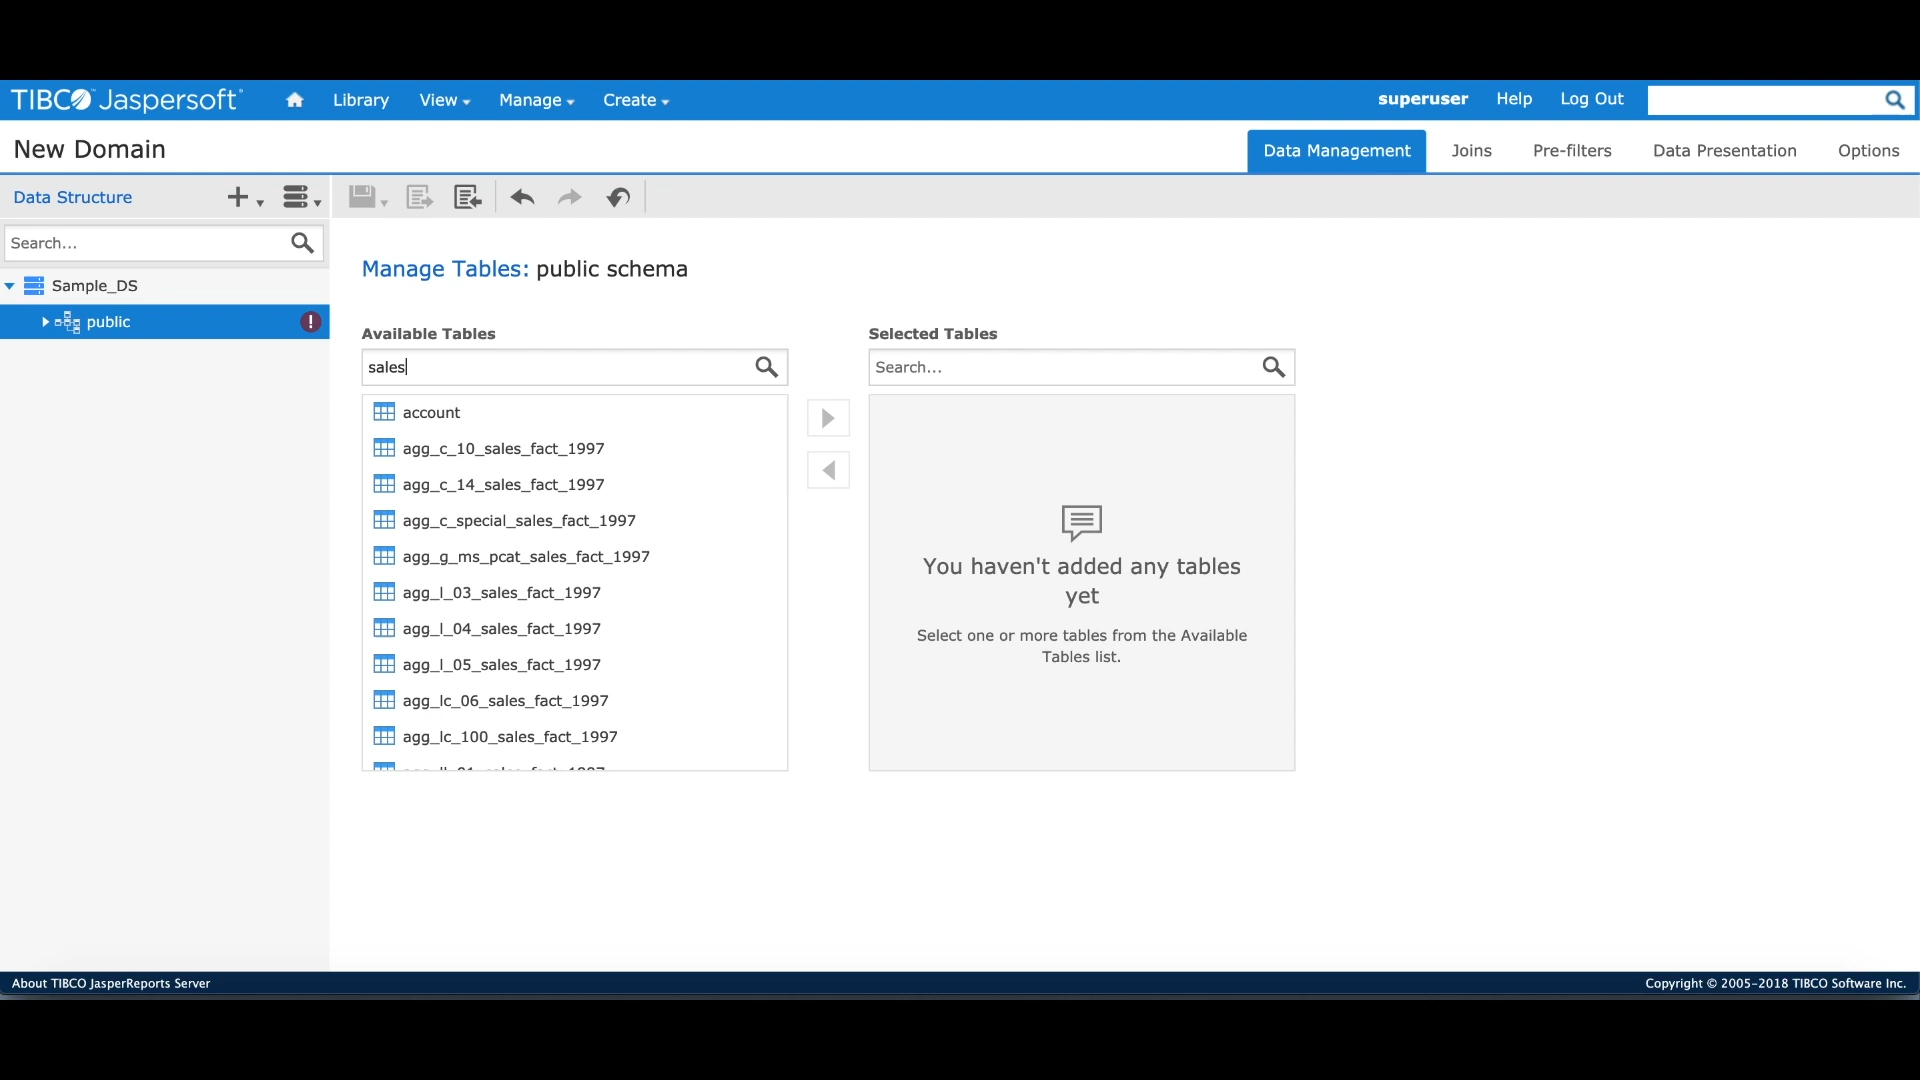 TIBCO Jaspersoft
Library View Manage Create
superuser Help Log Out
New Domain
Data Management Joins Pre-filters Data Presentation Options
Data Structure
Search...
Sample_DS
public
Manage Tables: public schema
Available Tables
sales
account
agg_c_10_sales_fact_1997
agg_c_14_sales_fact_1997
agg_c_special_sales_fact_1997
agg_g_ms_pcat_sales_fact_1997
agg_l_03_sales_fact_1997
agg_l_04_sales_fact_1997
agg_l_05_sales_fact_1997
agg_lc_06_sales_fact_1997
agg_lc_100_sales_fact_1997
Selected Tables
Search...
You haven't added any tables
yet
Select one or more tables from the Available
Tables list.
About TIBCO JasperReports Server
Copyright © 2005-2018 TIBCO Software Inc.